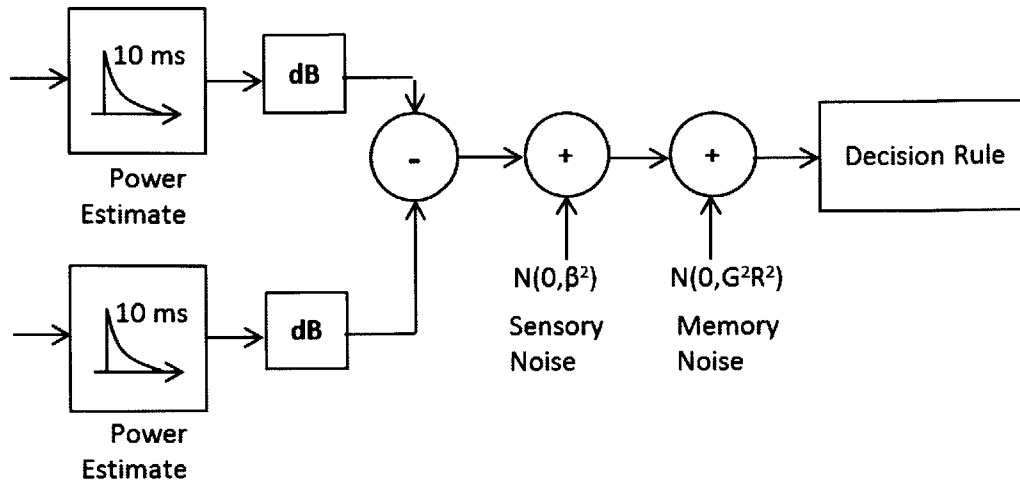 10 ms
dB
Power
Estimate
-
+
+
Decision Rule
N(0,β²)
Sensory
Noise
N(0,G²R²)
Memory
Noise
10 ms
dB
Power
Estimate